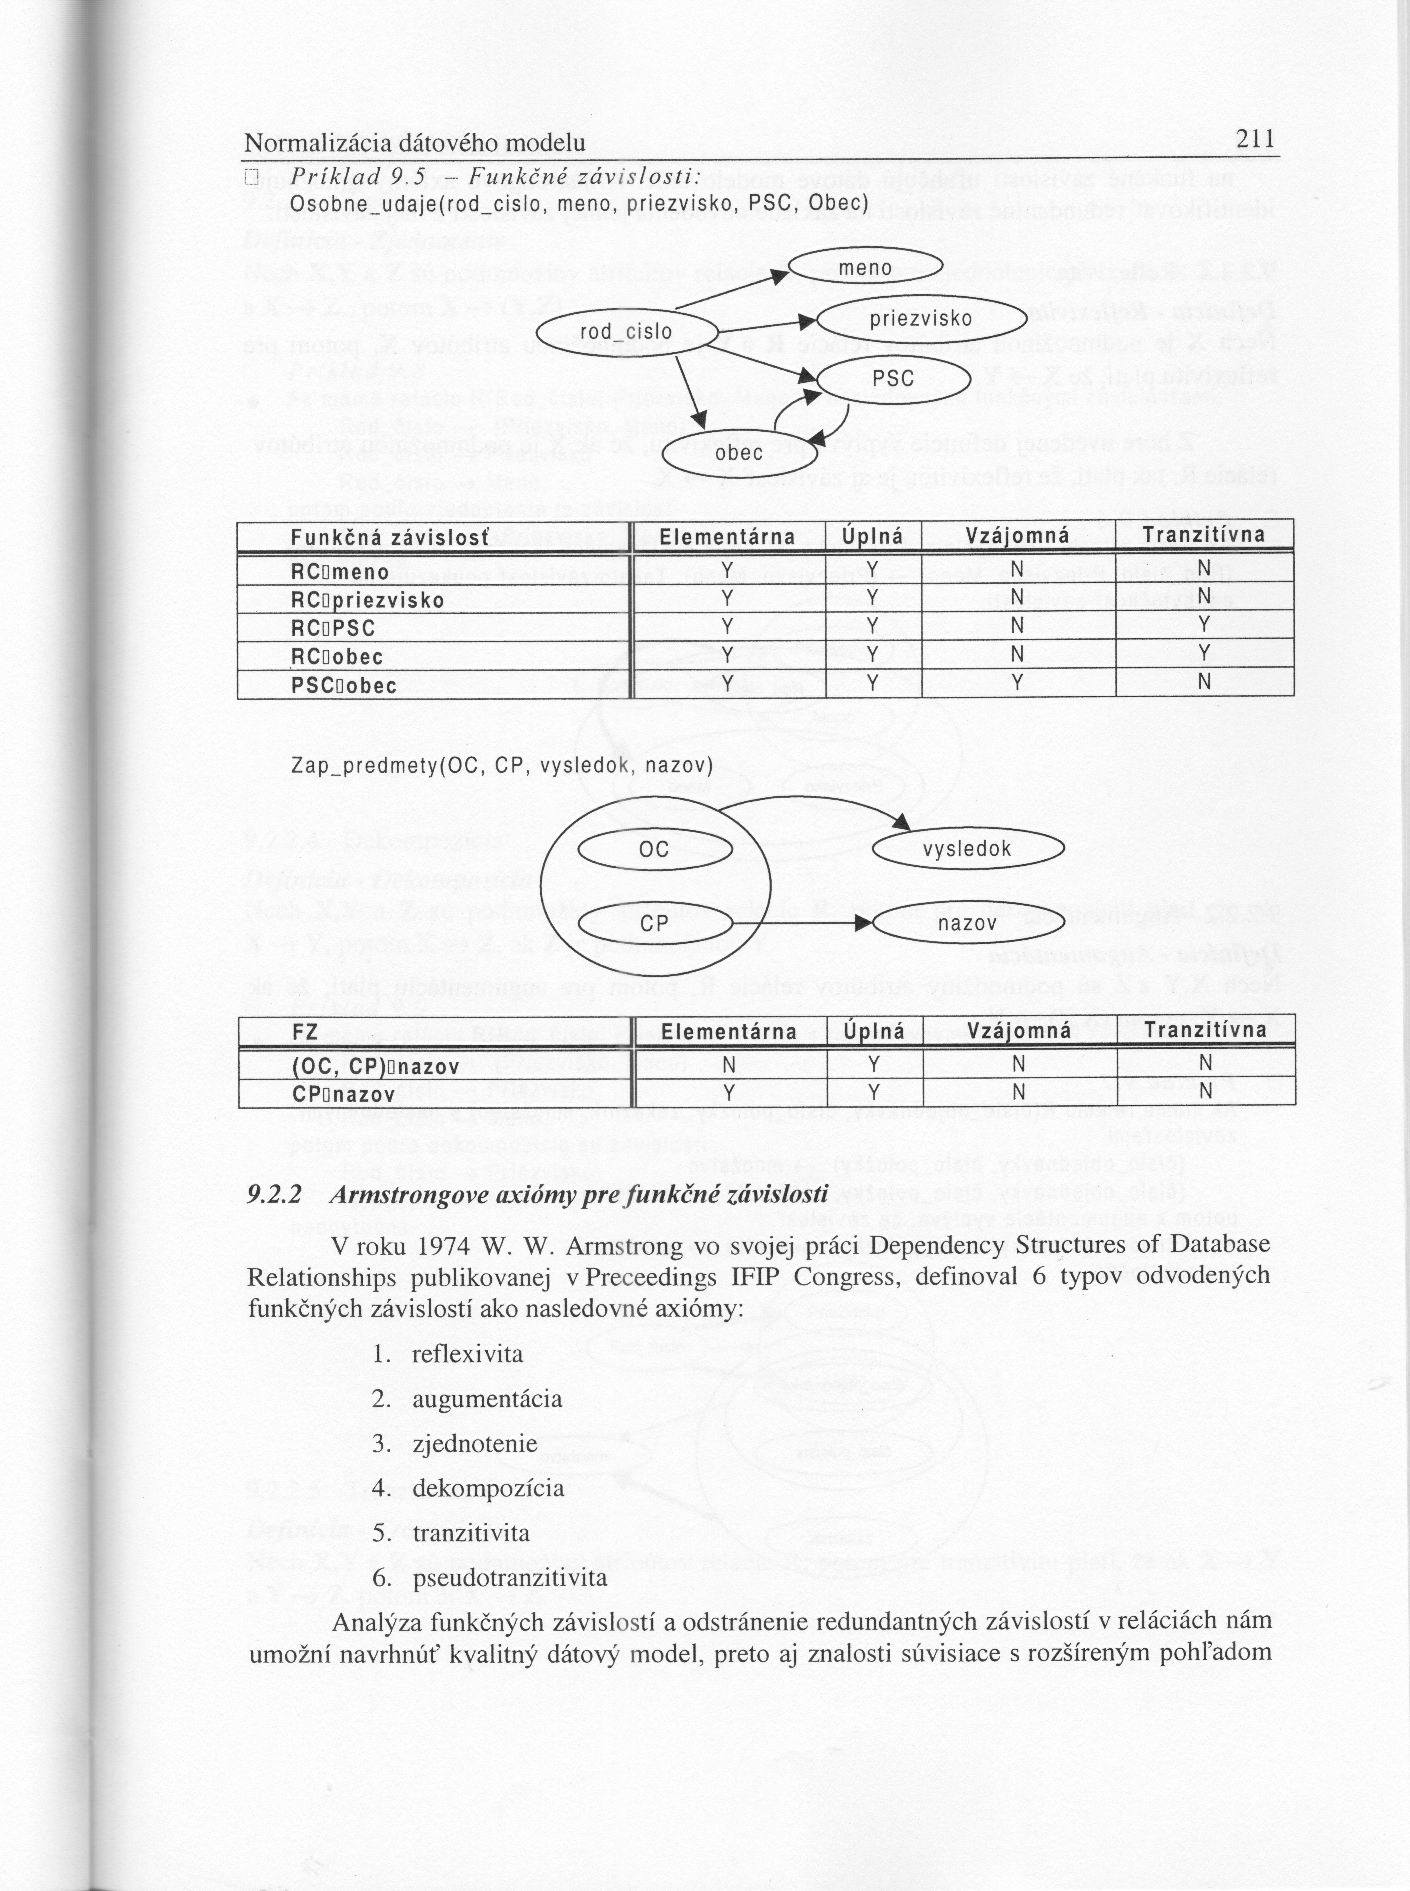 Normalizácia dátového modelu 211
□ Príklad 9.5 – Funkčné závislosti:
Osobne_udaje(rod_cislo, meno, priezvisko, PSC, Obec)
meno
priezvisko
rod_cislo
PSC
obec
Funkčná závislosť Elementárna Úplná Vzájomná Tranzitívna
RC▯meno Y Y N N
RC▯priezvisko Y Y N N
RC▯PSC Y Y N Y
RC▯obec Y Y N Y
PSC▯obec Y Y Y N
Zap_predmety(OC, CP, vysledok, nazov)
OC vysledok
CP nazov
FZ Elementárna Úplná Vzájomná Tranzitívna
(OC, CP)▯nazov N Y N N
CP▯nazov Y Y N N
9.2.2 Armstrongove axiómy pre funkčné závislosti
V roku 1974 W. W. Armstrong vo svojej práci Dependency Structures of Database
Relationships publikovanej v Preceedings IFIP Congress, definoval 6 typov odvodených
funkčných závislostí ako nasledovné axiómy:
1. reflexivita
2. augumentácia
3. zjednotenie
4. dekompozícia
5. tranzitivita
6. pseudotranzitivita
Analýza funkčných závislostí a odstránenie redundantných závislostí v reláciách nám
umožní navrhnúť kvalitný dátový model, preto aj znalosti súvisiace s rozšíreným pohľadom